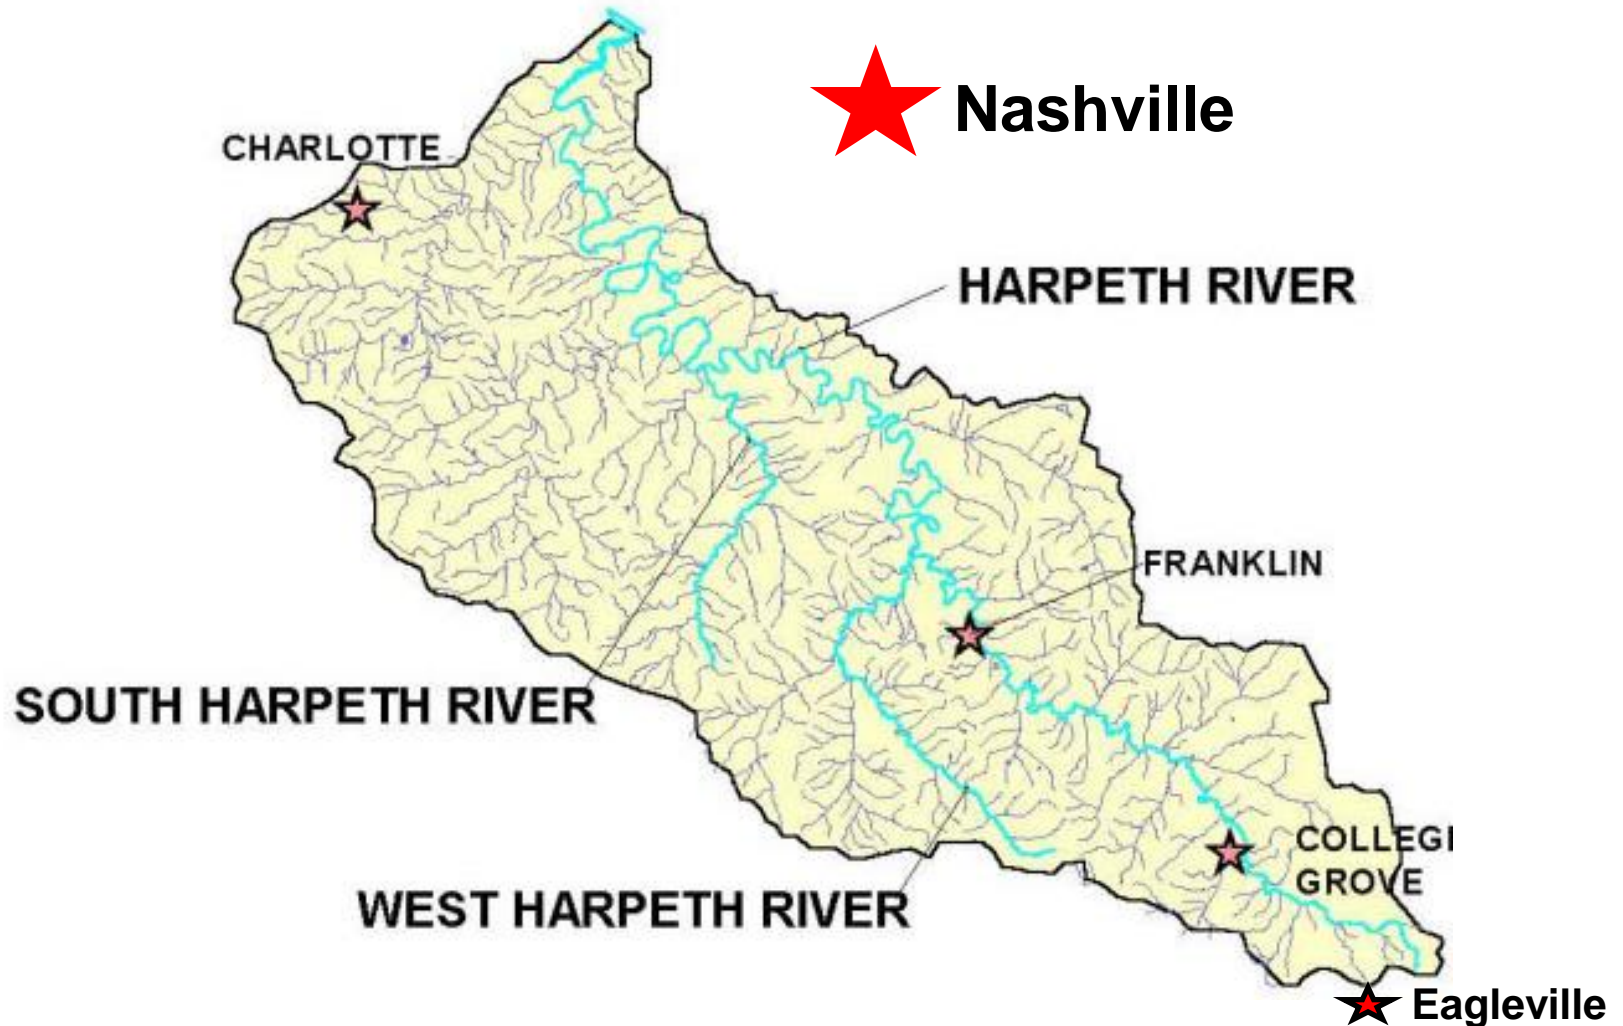 Nashville
CHARLOTTE
HARPETH RIVER
FRANKLIN
SOUTH HARPETH RIVER
COLLEGE
GROVE
WEST HARPETH RIVER
Eagleville